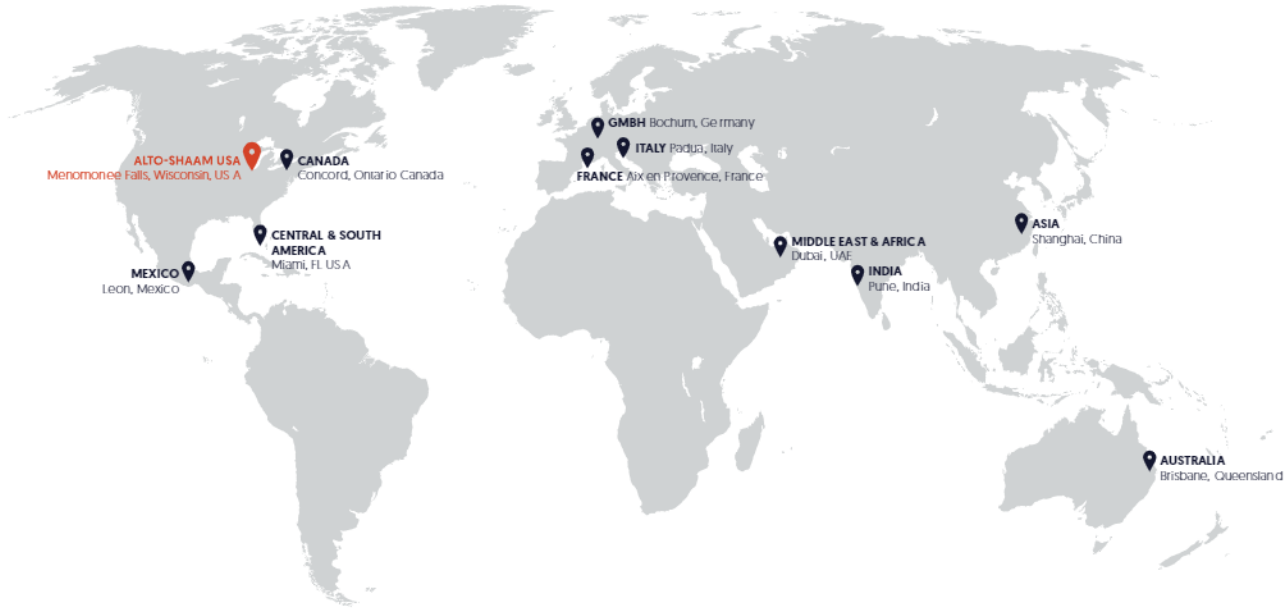 GMBH Bochum, Germany
ITALY Padua, Italy
FRANCE Aix en Provence, France
ALTO-SHAAM USA
Menomonee Falls, Wisconsin, US A
CANADA
Concord, Ontario Canada
CENTRAL & SOUTH
AMERICA
Miami, FL USA
MEXICO
Leon, Mexico
MIDDLE EAST & AFRICA
Dubai, UAE
INDIA
Pune, India
ASIA
Shanghai, China
AUSTRALIA
Brisbane, Queensland